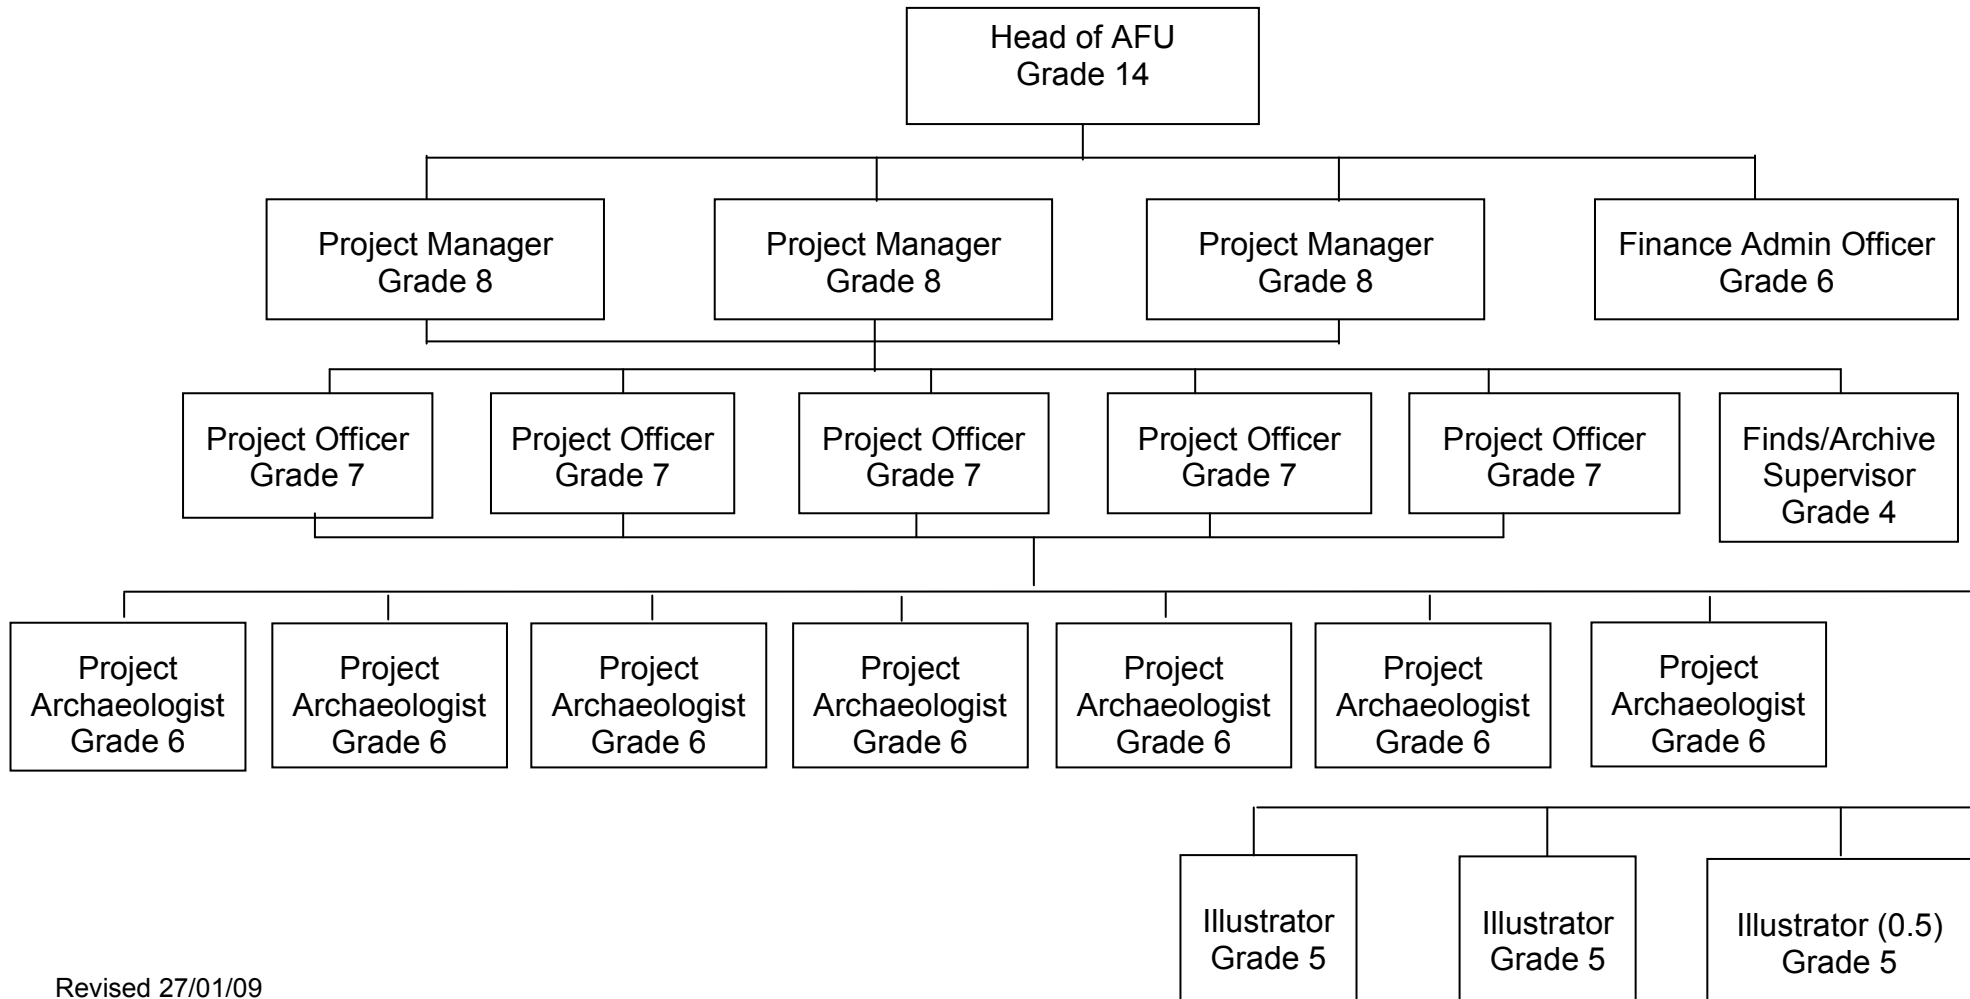 Head of AFU
Grade 14
Project Manager
Grade 8
Project Manager
Grade 8
Project Manager
Grade 8
Finance Admin Officer
Grade 6
Project Officer
Grade 7
Project Officer
Grade 7
Project Officer
Grade 7
Project Officer
Grade 7
Project Officer
Grade 7
Finds/Archive
Supervisor
Grade 4
Project
Archaeologist
Grade 6
Project
Archaeologist
Grade 6
Project
Archaeologist
Grade 6
Project
Archaeologist
Grade 6
Project
Archaeologist
Grade 6
Project
Archaeologist
Grade 6
Project
Archaeologist
Grade 6
Illustrator
Grade 5
Illustrator
Grade 5
Illustrator (0.5)
Grade 5
Revised 27/01/09